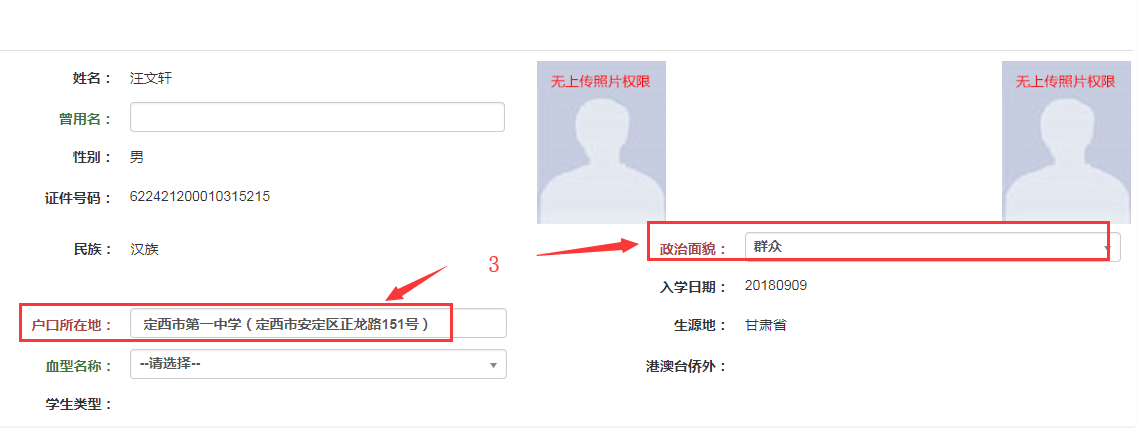 姓名： 汪文轩
无上传照片权限
无上传照片权限
曾用名：
性别： 男
证件号码： 622421200010315215
民族： 汉族
政治面貌： 群众
3
入学日期： 20180909
户口所在地： 定西市第一中学（定西市安定区正龙路151号）
生源地： 甘肃省
血型名称： --请选择--
港澳台侨外：
学生类型：